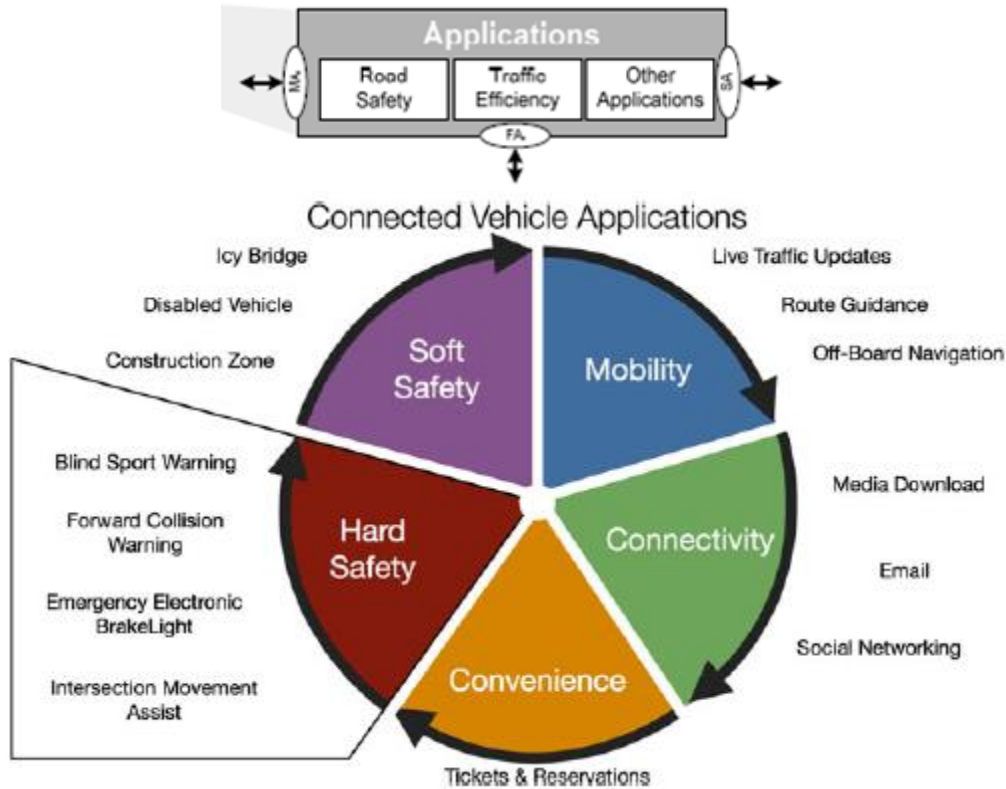 Applications
MA
Road
Safety
Traffic
Efficiency
Other
Applications
SA
FA
Connected Vehicle Applications
Icy Bridge
Disabled Vehicle
Construction Zone
Live Traffic Updates
Route Guidance
Off-Board Navigation
Soft
Safety
Mobility
Blind Sport Warning
Forward Collision
Warning
Emergency Electronic
BrakeLight
Intersection Movement
Assist
Hard
Safety
Connectivity
Media Download
Email
Social Networking
Convenience
Tickets & Reservations